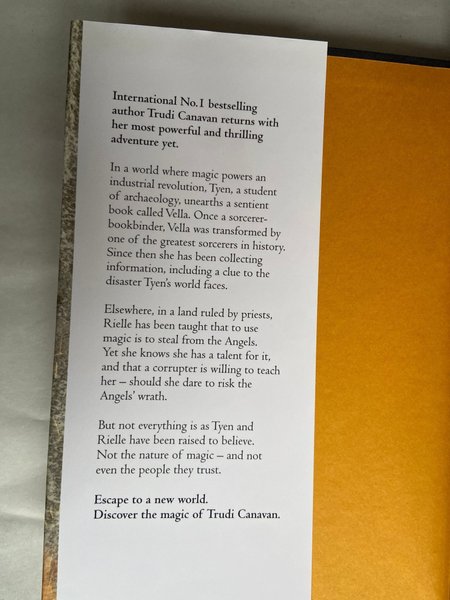 International No.1 bestselling
author Trudi Canavan returns with
her most powerful and thrilling
adventure yet.
In a world where magic powers an
industrial revolution, Tyen, a student
of archaeology, unearths a sentient
book called Vella. Once a sorcerer-
bookbinder, Vella was transformed by
one of the greatest sorcerers in history.
Since then she has been collecting
information, including a clue to the
disaster Tyen's world faces.
Elsewhere, in a land ruled by priests,
Rielle has been taught that to use
magic is to steal from the Angels.
Yet she knows she has a talent for it,
and that a corrupter is willing to teach
her – should she dare to risk the
Angels' wrath.
But not everything is as Tyen and
Rielle have been raised to believe.
Not the nature of magic – and not
even the people they trust.
Escape to a new world.
Discover the magic of Trudi Canavan.